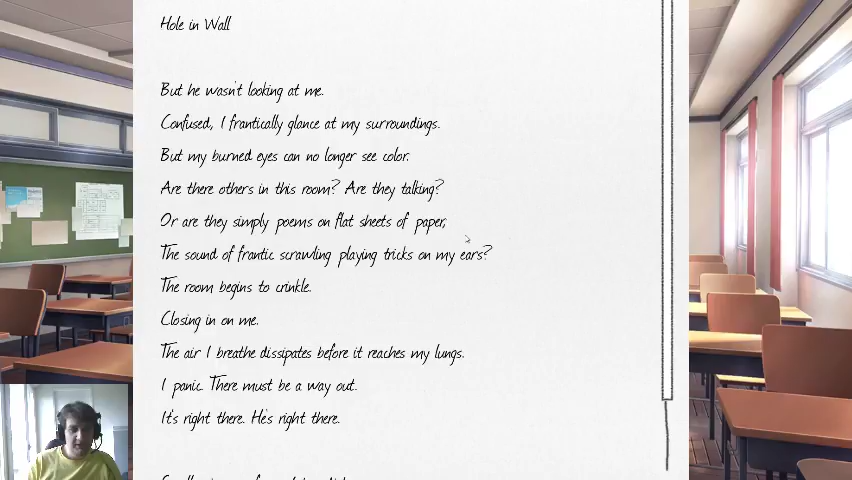 Hole in Wall
But he wasn't looking at me.
Confused, I frantically glance at my surroundings.
But my burned eyes can no longer see color.
Are there others in this room? Are they talking?
Or are they simply poems on flat sheets of paper,
The sound of frantic scrawling playing tricks on my ears?
The room begins to crinkle.
Closing in on me.
The air I breathe dissipates before it reaches my lungs.
I panic. There must be a way out.
It's right there. He's right there.